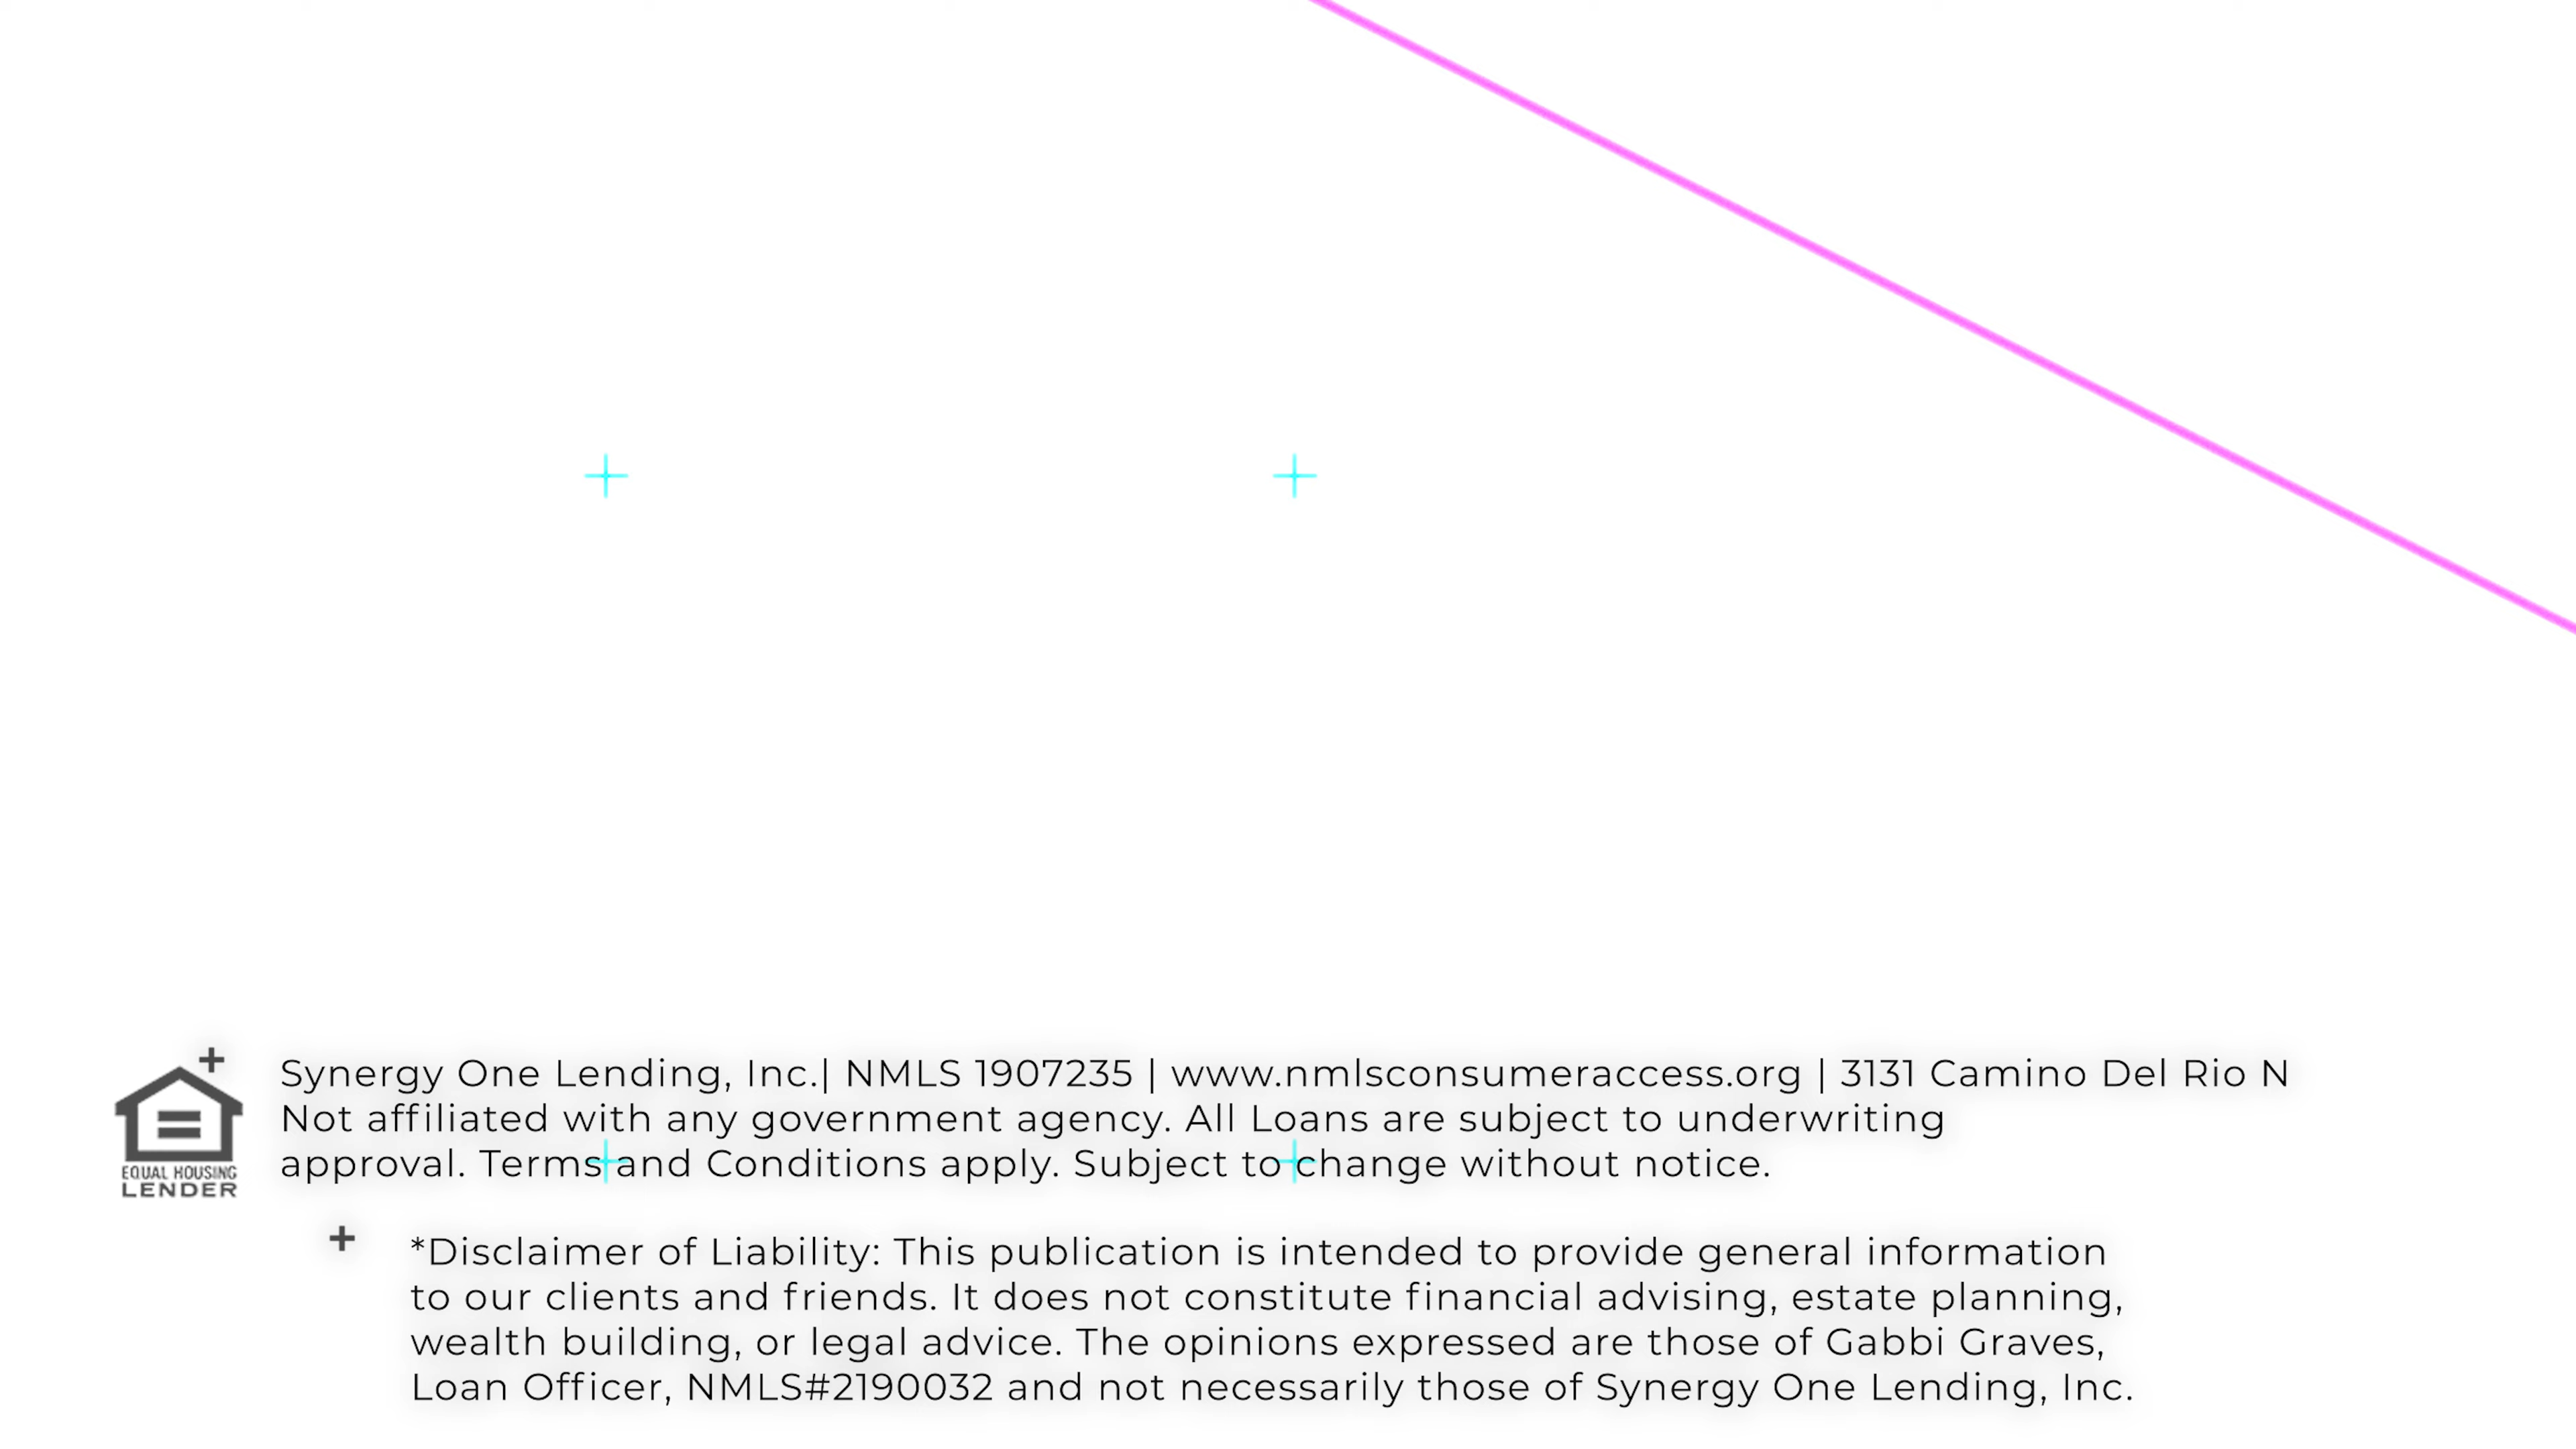 Synergy One Lending, Inc.| NMLS 1907235 | www.nmlsconsumeraccess.org | 3131 Camino Del Rio N
Not affiliated with any government agency. All Loans are subject to underwriting
approval. Terms and Conditions apply. Subject to change without notice.
EQUAL HOUSING
LENDER
*Disclaimer of Liability: This publication is intended to provide general information
to our clients and friends. It does not constitute financial advising, estate planning,
wealth building, or legal advice. The opinions expressed are those of Gabbi Graves,
Loan Officer, NMLS#2190032 and not necessarily those of Synergy One Lending, Inc.